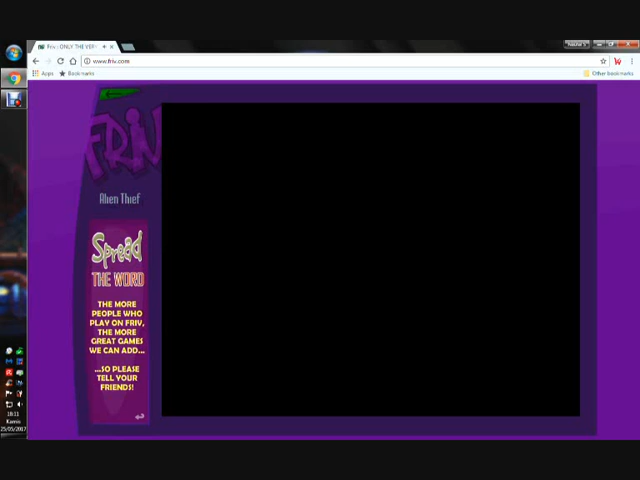 Friv : ONLY THE VER
www.friv.com
Apps
Bookmarks
Other bookmarks
FRIV
Alien Thief
Spread
THE WORD
THE MORE
PEOPLE WHO
PLAY ON FRIV,
THE MORE
GREAT GAMES
WE CAN ADD...
...SO PLEASE
TELL YOUR
FRIENDS!
18:11
Kamis
25/05/2017